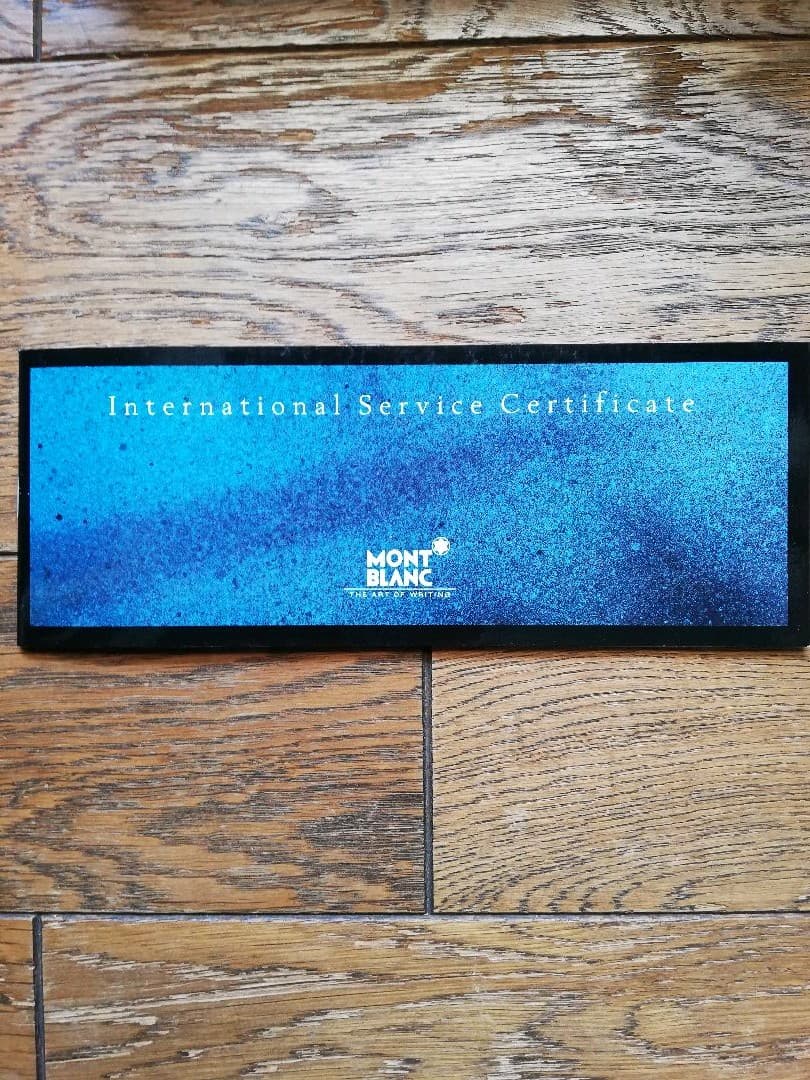 International Service Certificate
MONT
BLANC
THE ART OF WRITING